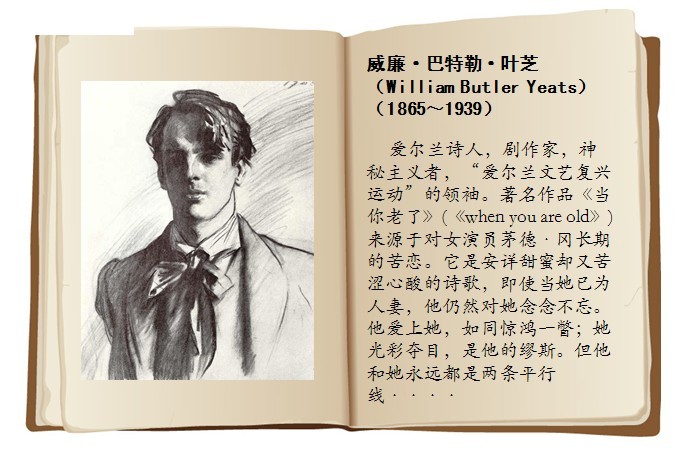 威廉·巴特勒·叶芝
（William Butler Yeats）
（1865～1939）
爱尔兰诗人，剧作家，神
秘主义者，“爱尔兰文艺复兴
运动”的领袖。著名作品《当
你老了》(《when you are old》)
来源于对女演员茅德·冈长期
的苦恋。它是安详甜蜜却又苦
涩心酸的诗歌，即使当她已为
人妻，他仍然对她念念不忘。
他爱上她，如同惊鸿一瞥；她
光彩夺目，是他的缪斯。但他
和她永远都是两条平行
线····